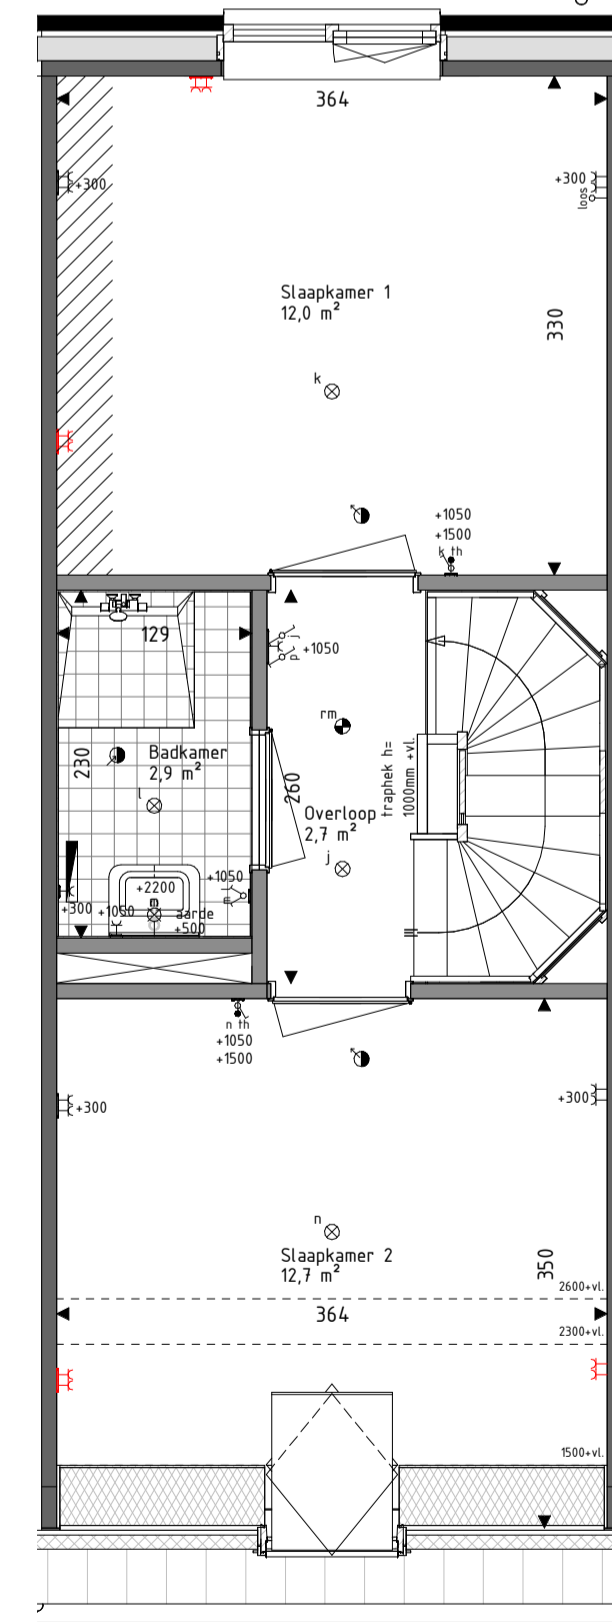 364
+300
+300
loos
Slaapkamer 1
12,0 m²
330
k
+1050
+1500
k th
129
j
p
+1050
rm
traphek h=
1000mm +vl.
Badkamer
2,9 m²
230
l
260
Overloop
2,7 m²
j
+2200
m
+1050
m l
+300
+1050
aarde
+500
n th
+1050
+1500
+300
+300
n
Slaapkamer 2
12,7 m²
350
2600+vl.
364
2300+vl.
1500+vl.